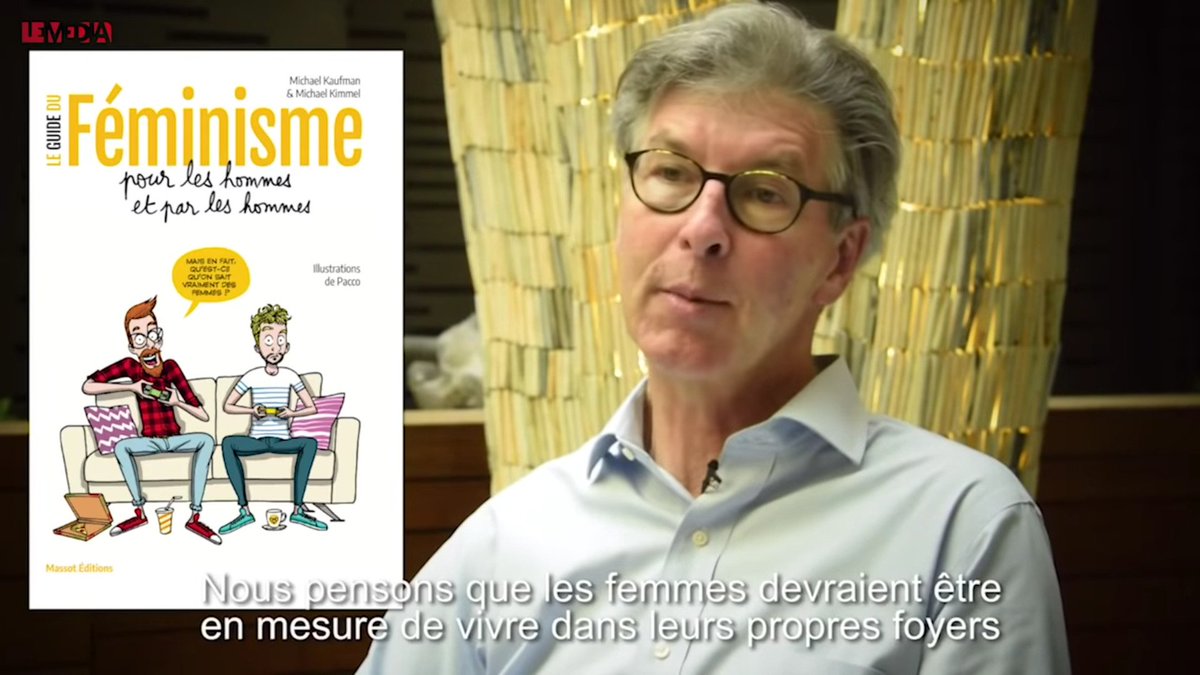 LEMEDIA
Michael Kaufman
& Michael Kimmel
LE GUIDE DU
Féminisme
pour les hommes
et par les hommes
MAIS EN FAIT,
QU'EST-CE
QU'ON SAIT
VRAIMENT DES
FEMMES ?
Illustrations
de Pacco
Massot Éditions
Nous pensons que les femmes devraient être
en mesure de vivre dans leurs propres foyers